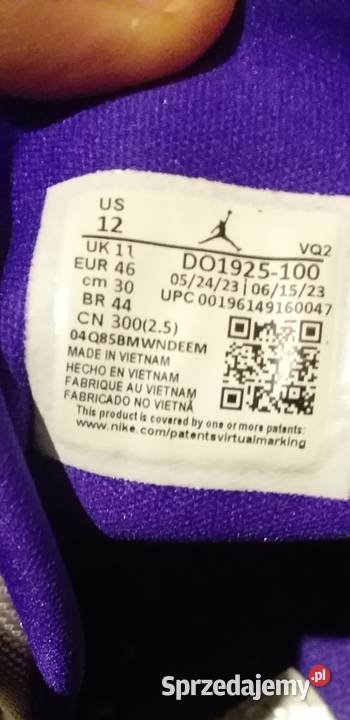 US
12
VQ2
UK 11
DO1925-100
EUR 46
05/24/23 | 06/15/23
cm 30
UPC 00196149160047
BR 44
CN 300(2.5)
04Q85BMWNDEEM
MADE IN VIETNAM
HECHO EN VIETNAM
FABRIQUE AU VIETNAM
FABRICADO NO VIETNÃ
This product is covered by one or more patents:
www.nike.com/patentsvirtualmarking
Sprzedajemy.pl